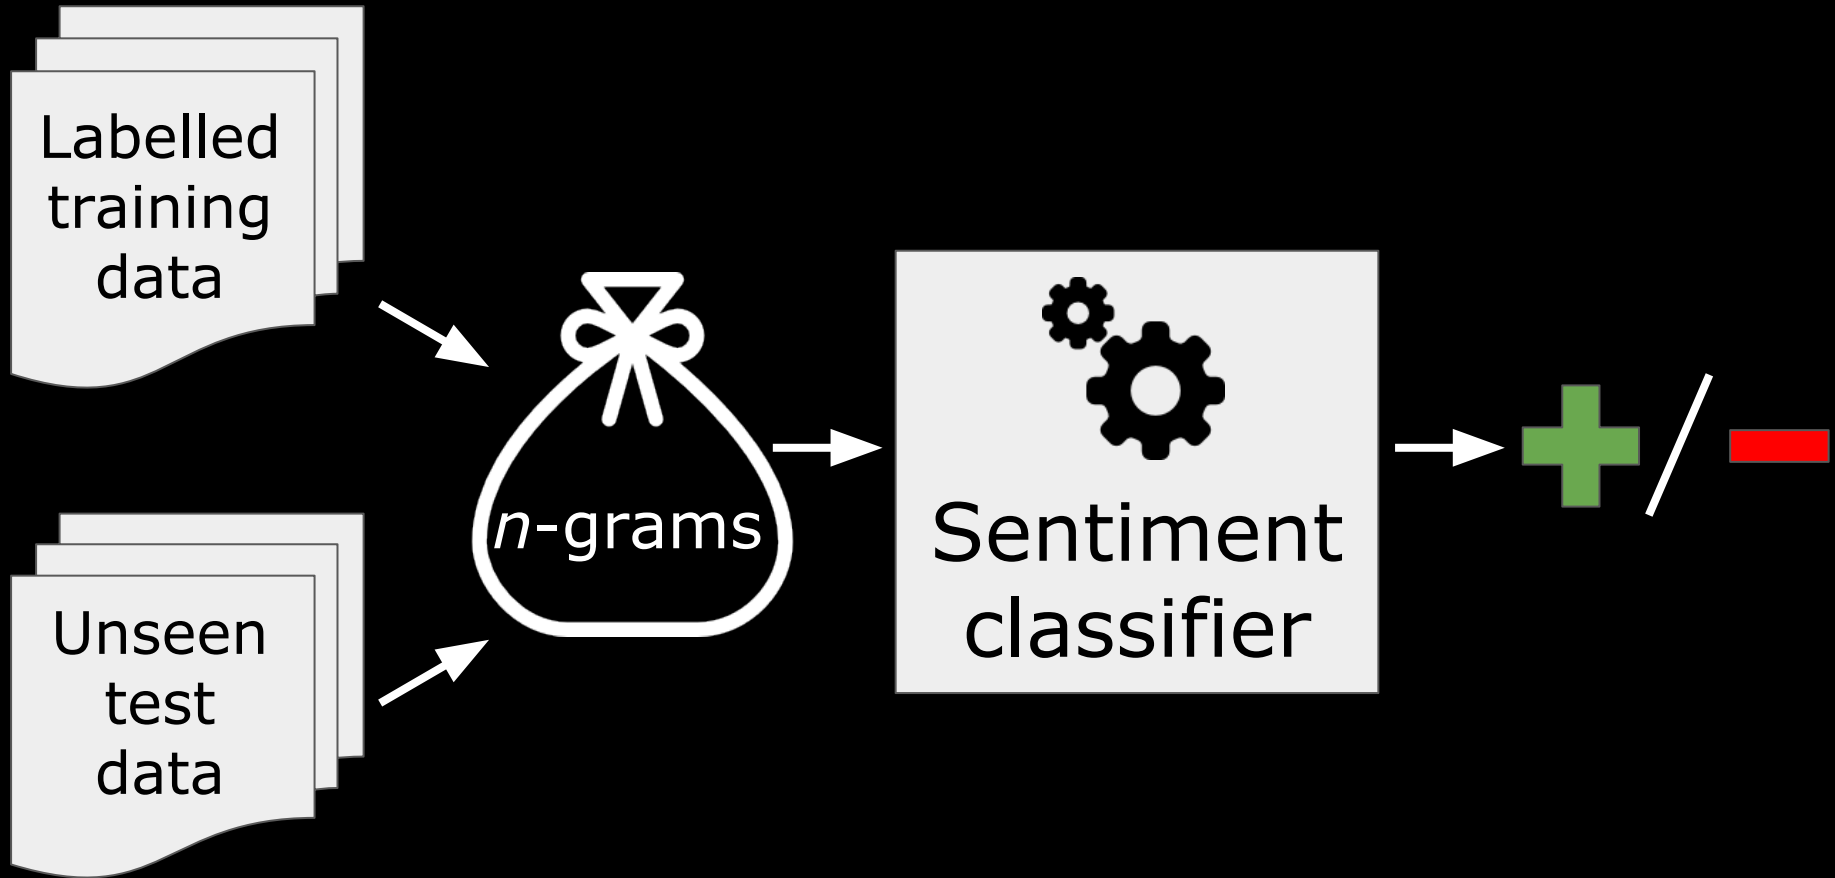 Labelled
training
data
Unseen
test
data
n-grams
Sentiment
classifier